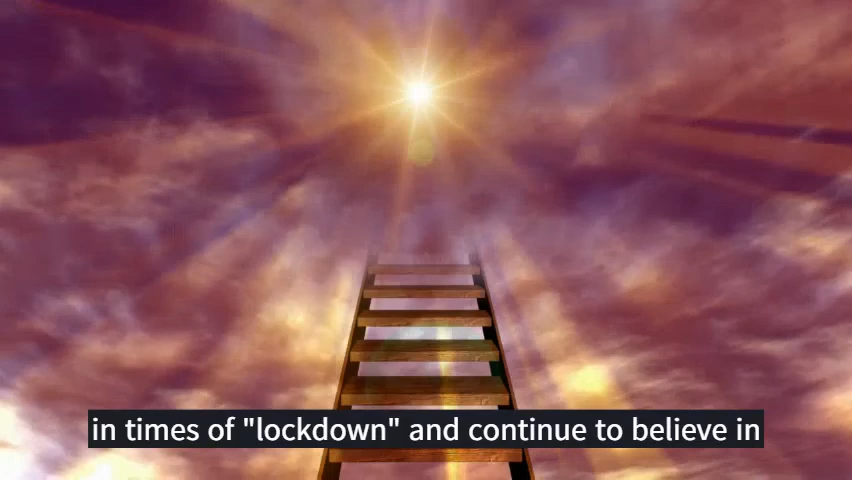 in times of "lockdown" and continue to believe in